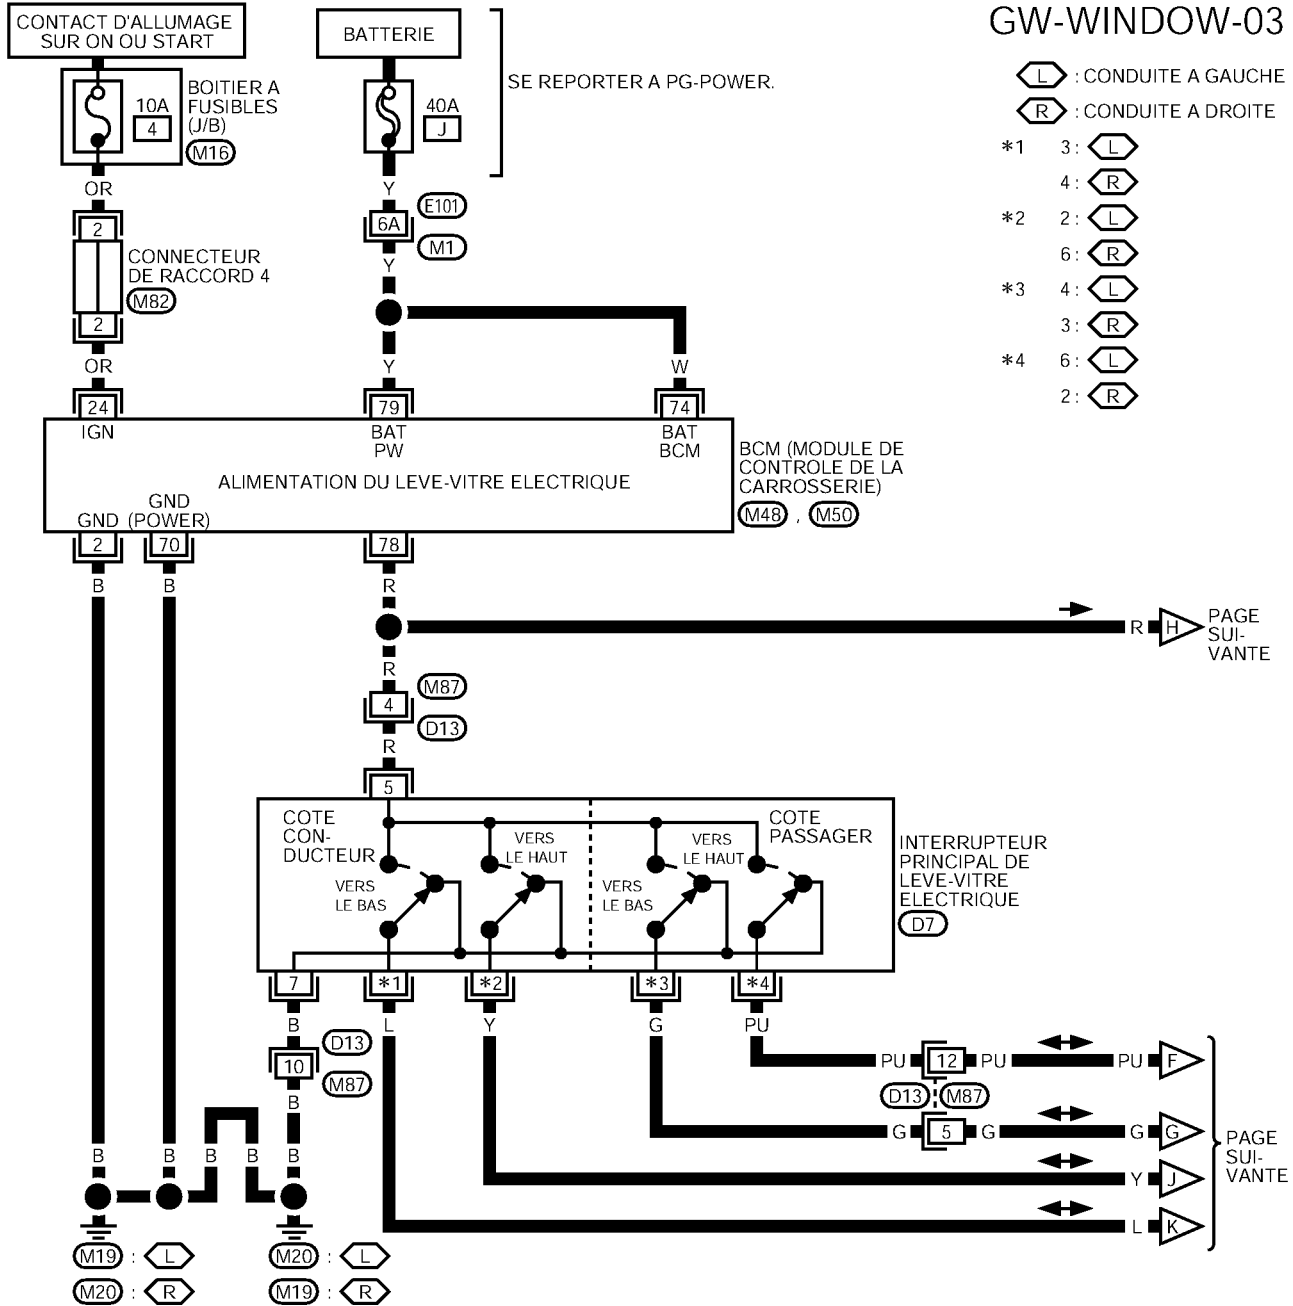 GW-WINDOW-03
CONTACT D'ALLUMAGE
SUR ON OU START
BATTERIE
SE REPORTER A PG-POWER.
L : CONDUITE A GAUCHE
R : CONDUITE A DROITE
*1 3: L
4: R
*2 2: L
6: R
*3 4: L
3: R
*4 6: L
2: R
10A
4
BOITIER A
FUSIBLES
(J/B)
M16
40A
J
OR
Y
2
6A
E101
M1
Y
CONNECTEUR
DE RACCORD 4
M82
2
OR
Y
W
24
79
74
IGN
BAT
PW
BAT
BCM
ALIMENTATION DU LEVE-VITRE ELECTRIQUE
BCM (MODULE DE
CONTROLE DE LA
CARROSSERIE)
M48 , M50
GND
GND
(POWER)
2
70
78
B
B
R
R
H
PAGE
SUI-
VANTE
R
4
M87
D13
R
5
COTE
CON-
DUCTEUR
VERS
LE HAUT
VERS
LE BAS
COTE
PASSAGER
VERS
LE HAUT
VERS
LE BAS
INTERRUPTEUR
PRINCIPAL DE
LEVE-VITRE
ELECTRIQUE
D7
7
*1
*2
*3
*4
B
L
Y
G
PU
10
D13
M87
B
PU
12
PU
PU
F
D13
M87
G
5
G
G
G
Y
J
L
K
PAGE
SUI-
VANTE
B
B
B
B
B
M19 : L
M20 : R
M20 : L
M19 : R